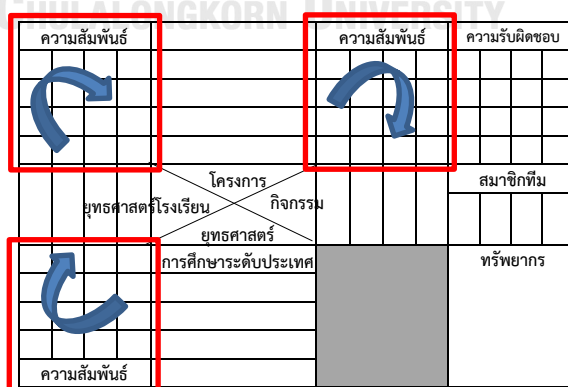 CHULALONGKORN UNIVERSITY
ความสัมพันธ์
ความสัมพันธ์
ความรับผิดชอบ
โครงการ
สมาชิกทีม
ยุทธศาสตร์โรงเรียน
กิจกรรม
ยุทธศาสตร์
การศึกษาระดับประเทศ
ทรัพยากร
ความสัมพันธ์